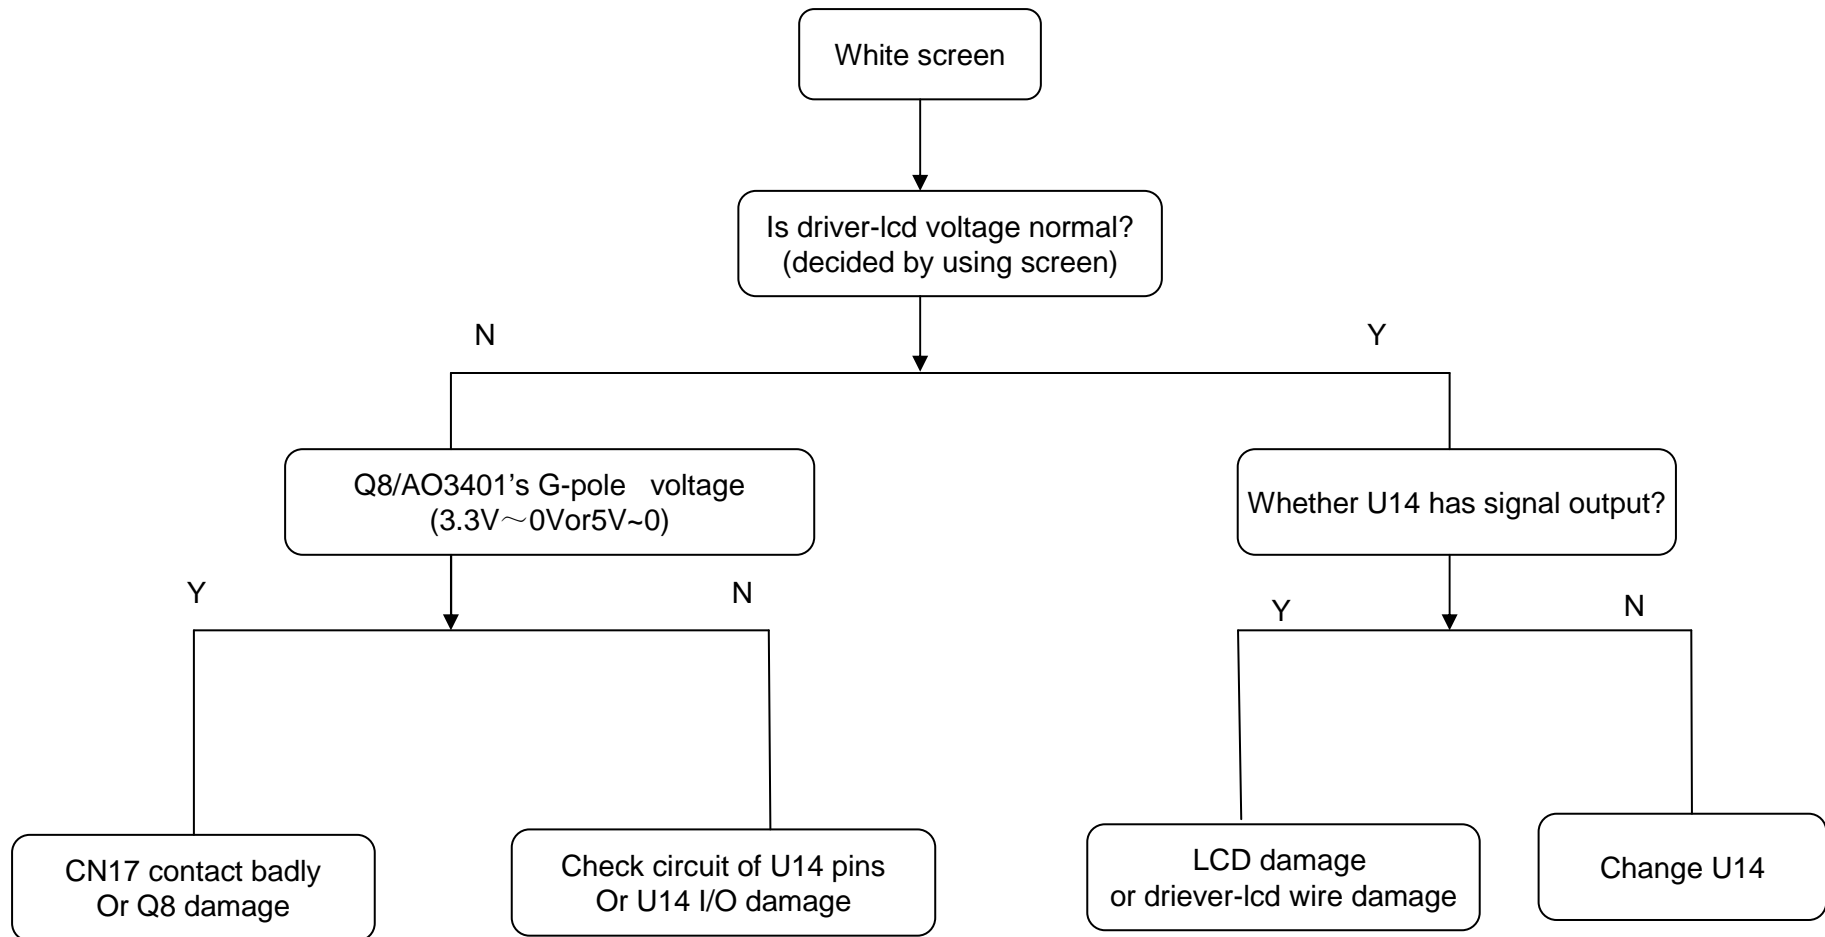 White screen
Is driver-lcd voltage normal?
(decided by using screen)
N
Y
Q8/AO3401’s G-pole   voltage
(3.3V～0Vor5V~0)
Whether U14 has signal output?
Y
N
Y
N
CN17 contact badly
Or Q8 damage
Check circuit of U14 pins
Or U14 I/O damage
LCD damage
or driever-lcd wire damage
Change U14